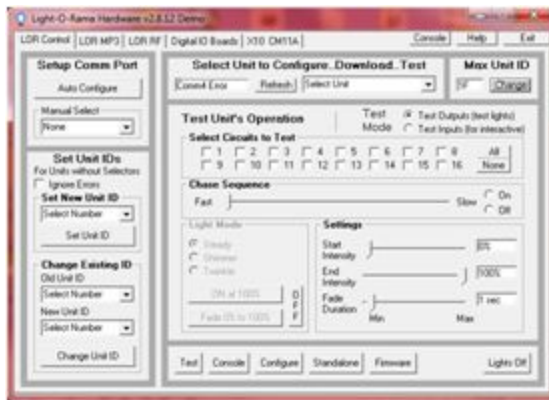 Light-O-Rama Hardware v2.8.12 Demo
LOR Control LOR MP3 LOR RF Digital IO Boards X10 CM11A Console Help Exit
Setup Comm Port
Auto Configure
Manual Select
None
Set Unit IDs
For Units without Selectors
Ignore Errors
Set New Unit ID
Select Number
Set Unit ID
Change Existing ID
Old Unit ID
Select Number
New Unit ID
Select Number
Change Unit ID
Select Unit to Configure..Download..Test
Comm4 Error Refresh Select Unit
Max Unit ID
Change
Test Unit's Operation
Test Mode
Test Outputs (test lights)
Test Inputs (for interactive)
Select Circuits to Test
1 2 3 4 5 6 7 8 All
9 10 11 12 13 14 15 16 None
Chase Sequence
Fast Slow On
Off
Light Mode
Steady
Shimmer
Twinkle
ON at 100%
Fade 0% to 100%
OFF
Settings
Start Intensity 0%
End Intensity 100%
Fade Duration 1 sec
Min Max
Test Console Configure Standalone Firmware Lights Off